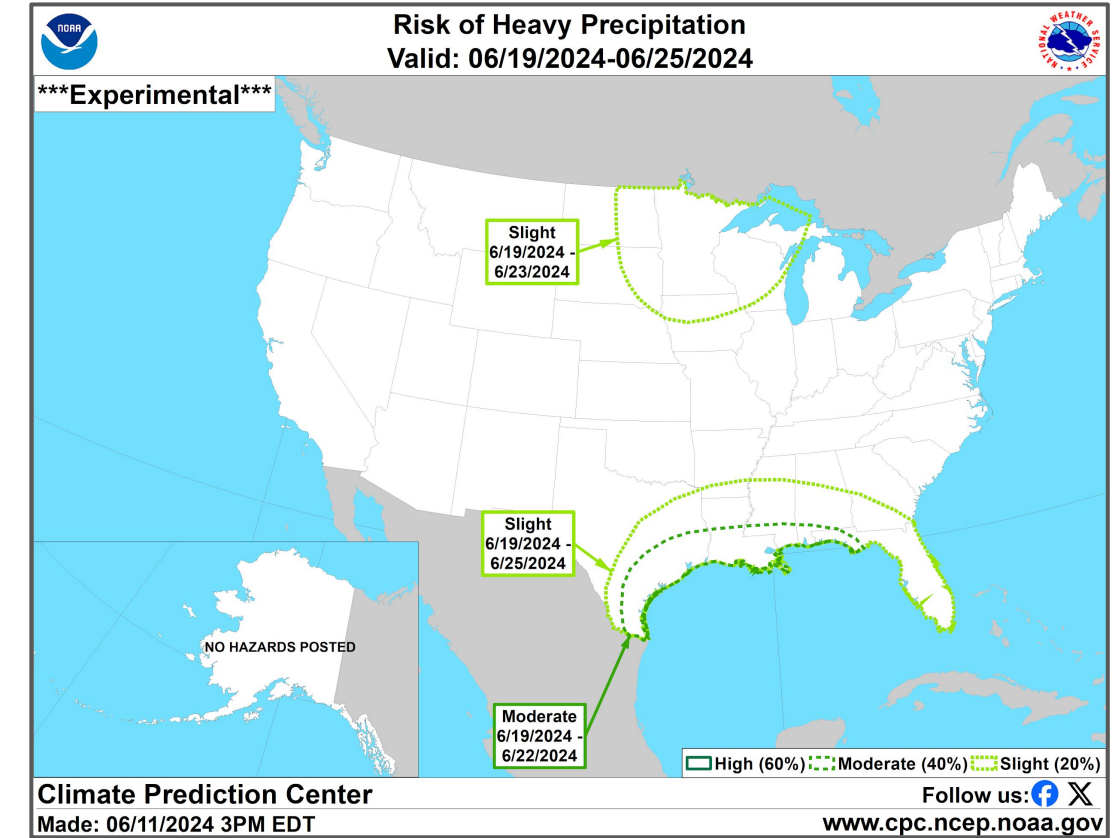 NOAA
Risk of Heavy Precipitation
Valid: 06/19/2024-06/25/2024
NATIONAL WEATHER SERVICE
***Experimental***
Slight
6/19/2024 -
6/23/2024
Slight
6/19/2024 -
6/25/2024
NO HAZARDS POSTED
Moderate
6/19/2024 -
6/22/2024
High (60%) Moderate (40%) Slight (20%)
Climate Prediction Center
Follow us:
Made: 06/11/2024 3PM EDT
www.cpc.ncep.noaa.gov